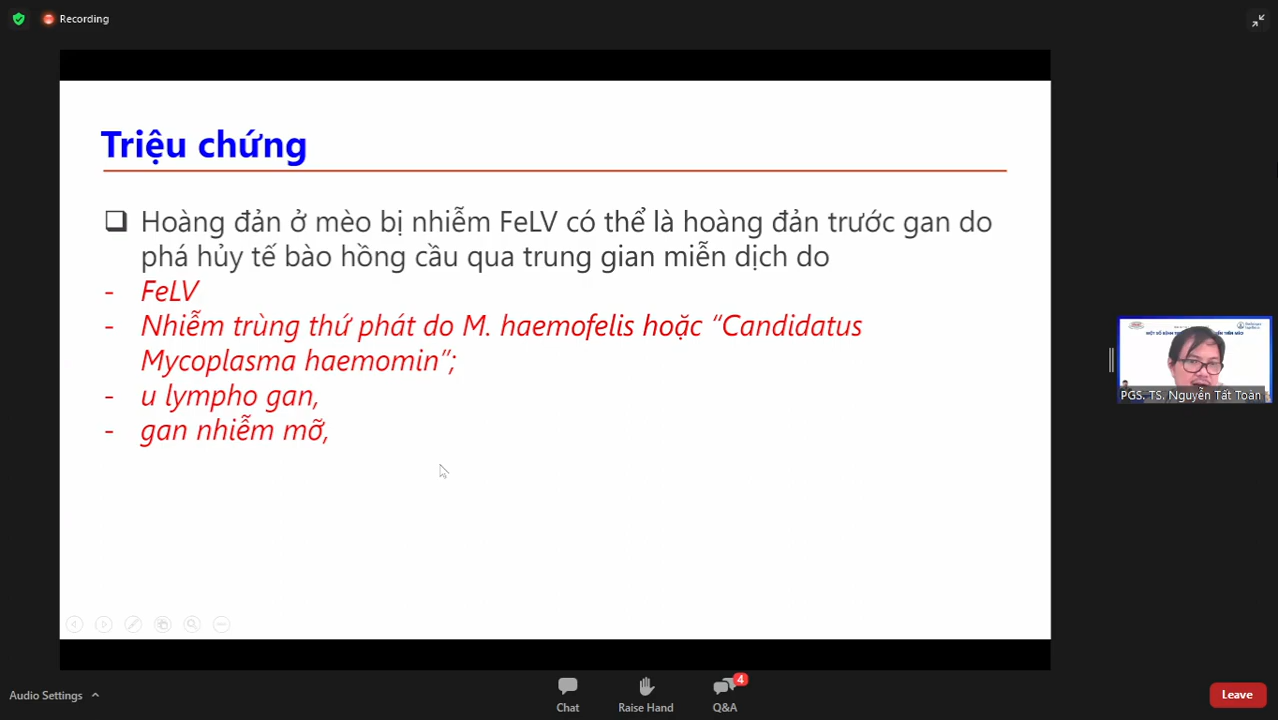 Recording
Triệu chứng
❑ Hoàng đản ở mèo bị nhiễm FeLV có thể là hoàng đản trước gan do
phá hủy tế bào hồng cầu qua trung gian miễn dịch do
- FeLV
- Nhiễm trùng thứ phát do M. haemofelis hoặc “Candidatus
Mycoplasma haemomin”;
- u lympho gan,
- gan nhiễm mỡ,
PGS. TS. Nguyễn Tất Toàn
Audio Settings
Chat
Raise Hand
4
Q&A
Leave